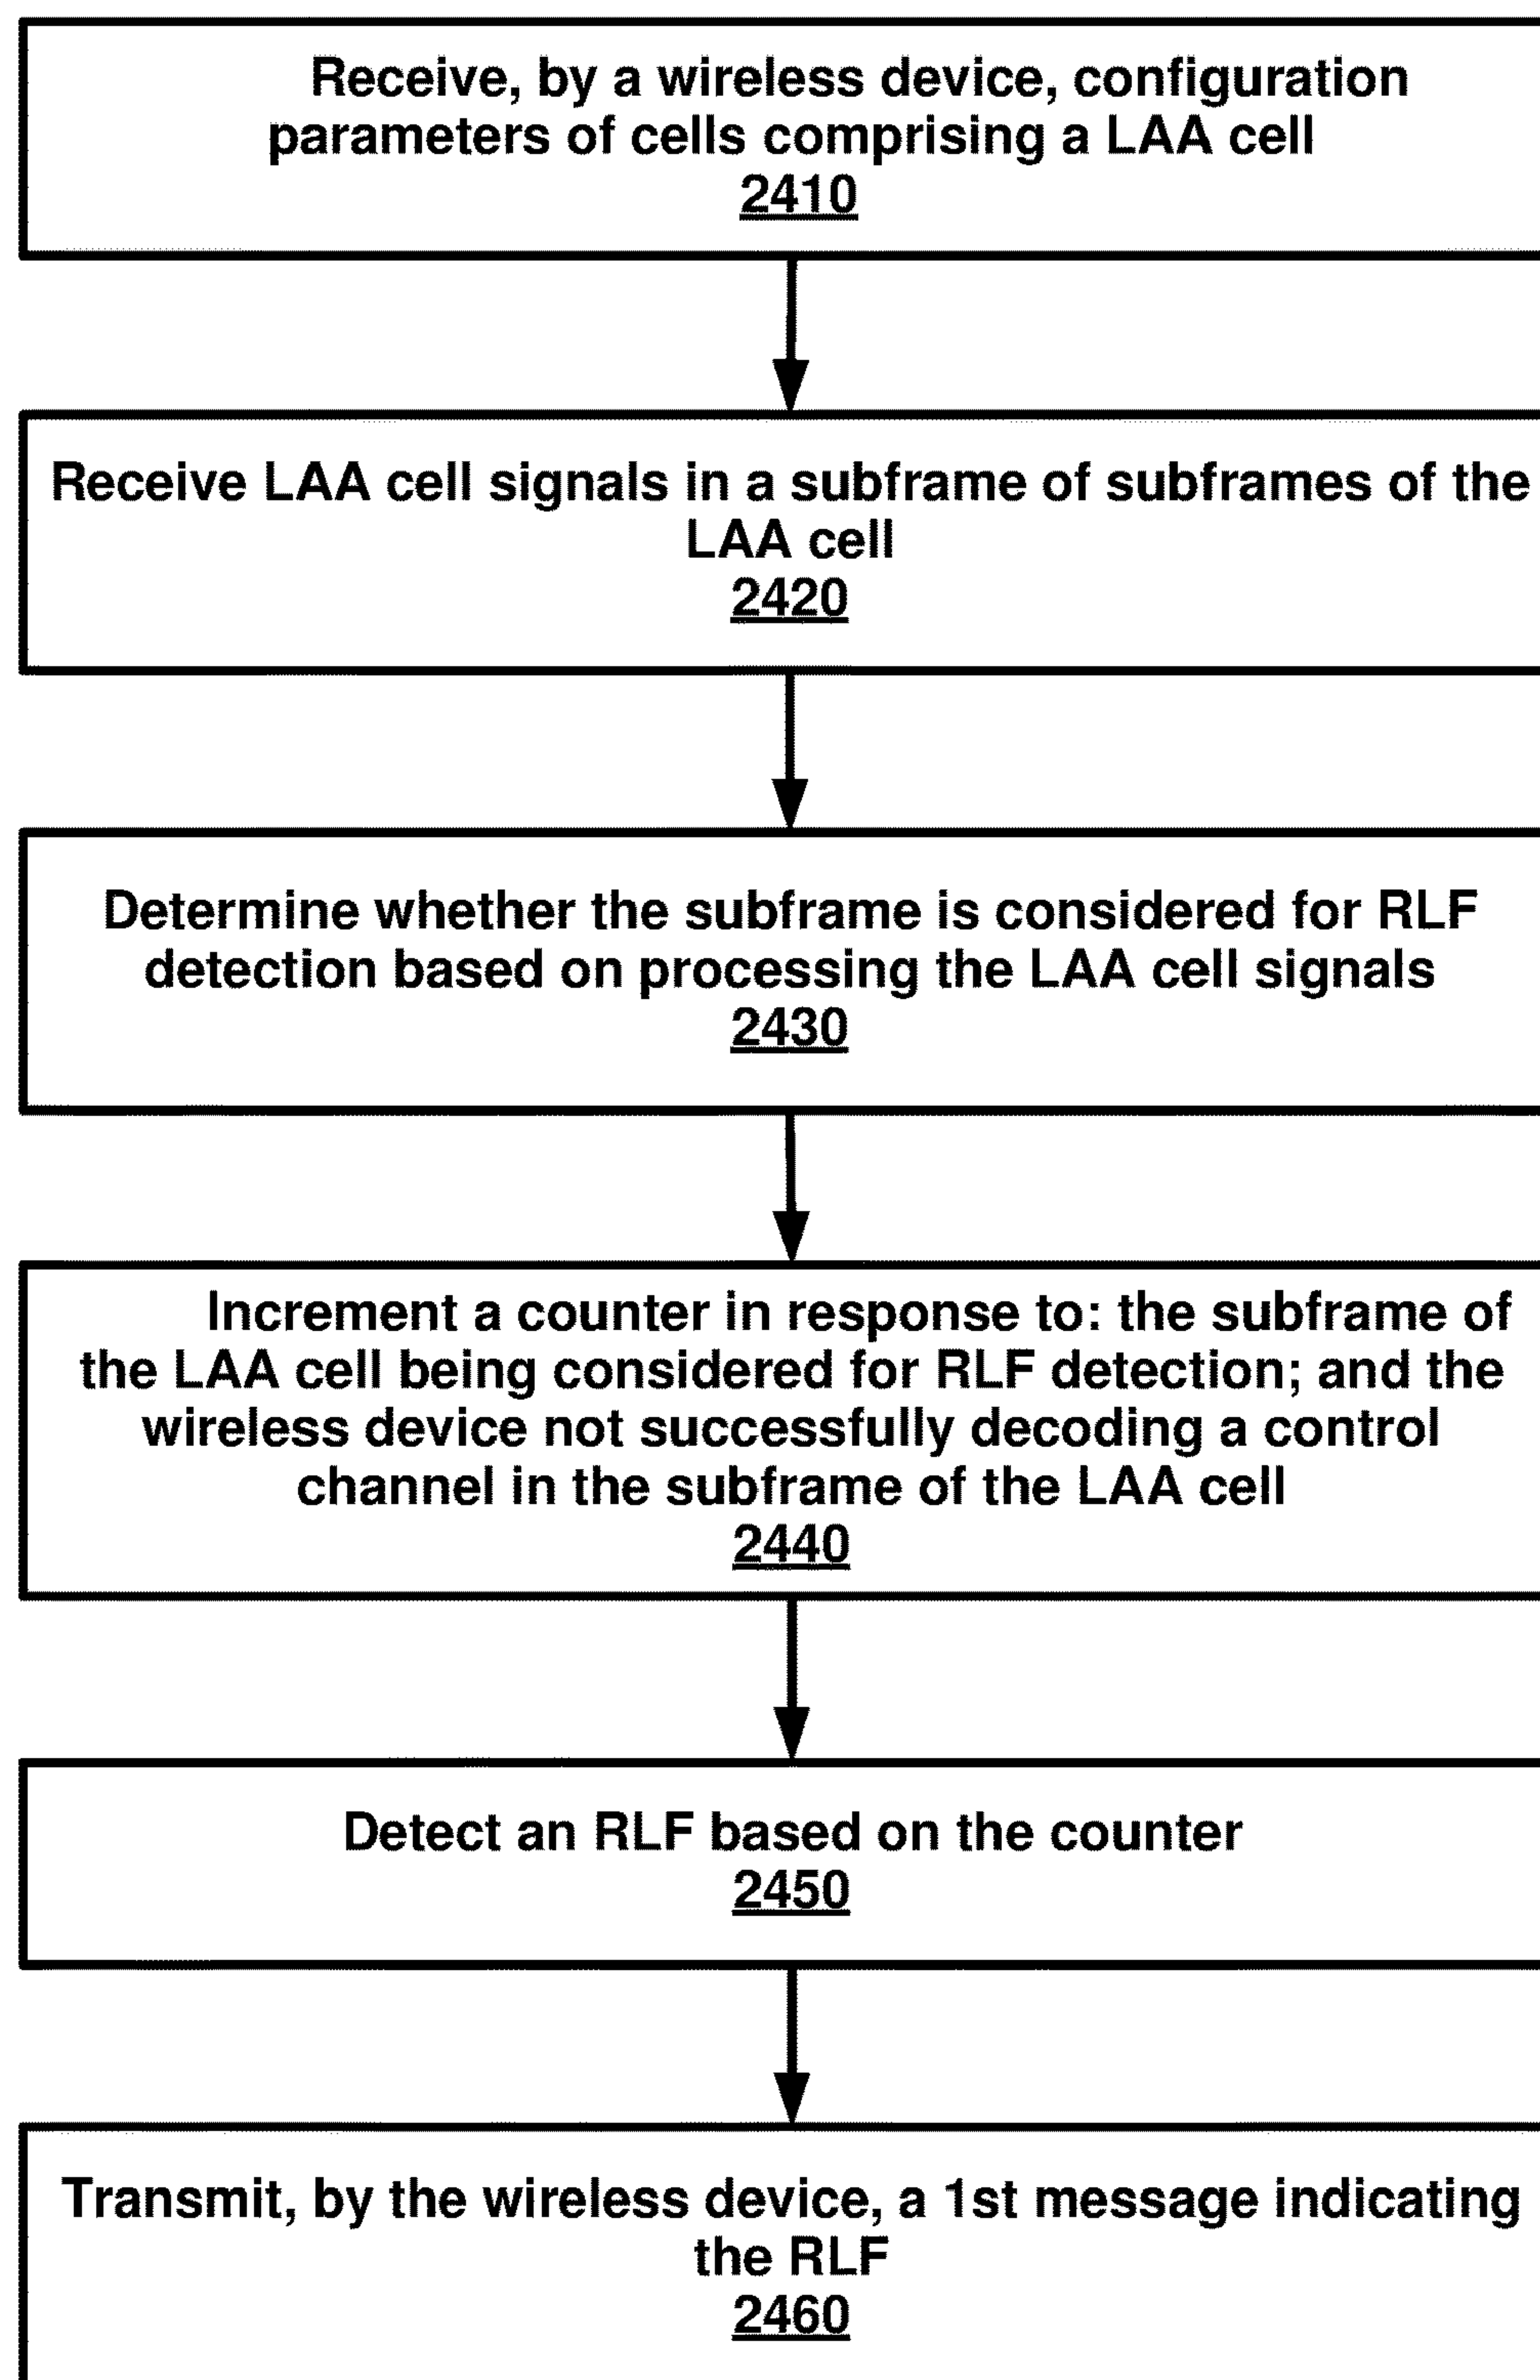 Receive, by a wireless device, configuration
parameters of cells comprising a LAA cell
2410
Receive LAA cell signals in a subframe of subframes of the
LAA cell
2420
Determine whether the subframe is considered for RLF
detection based on processing the LAA cell signals
2430
Increment a counter in response to: the subframe of
the LAA cell being considered for RLF detection; and the
wireless device not successfully decoding a control
channel in the subframe of the LAA cell
2440
Detect an RLF based on the counter
2450
Transmit, by the wireless device, a 1st message indicating
the RLF
2460